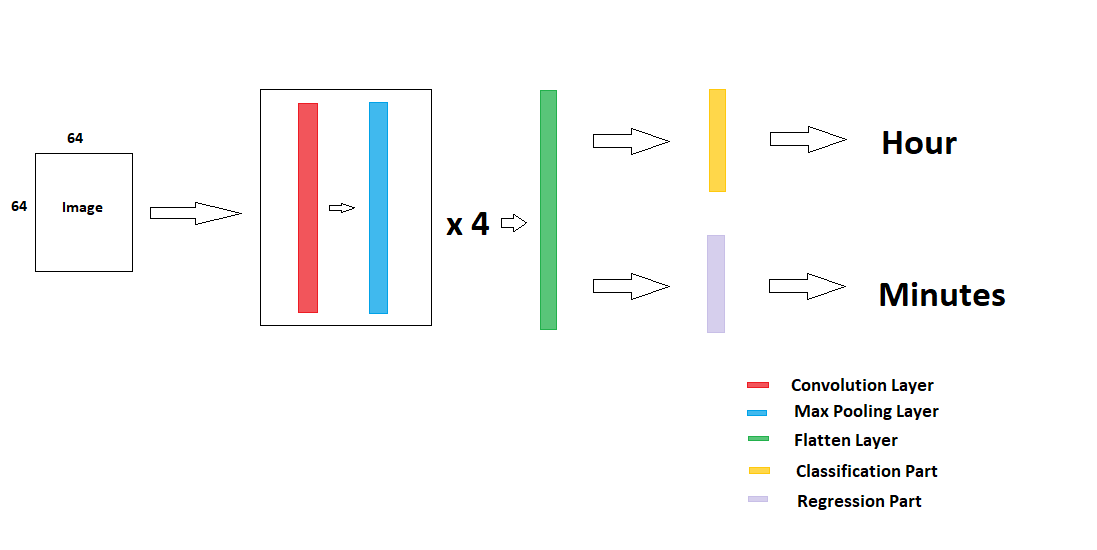 64
64
Image
x 4
Hour
Minutes
Convolution Layer
Max Pooling Layer
Flatten Layer
Classification Part
Regression Part